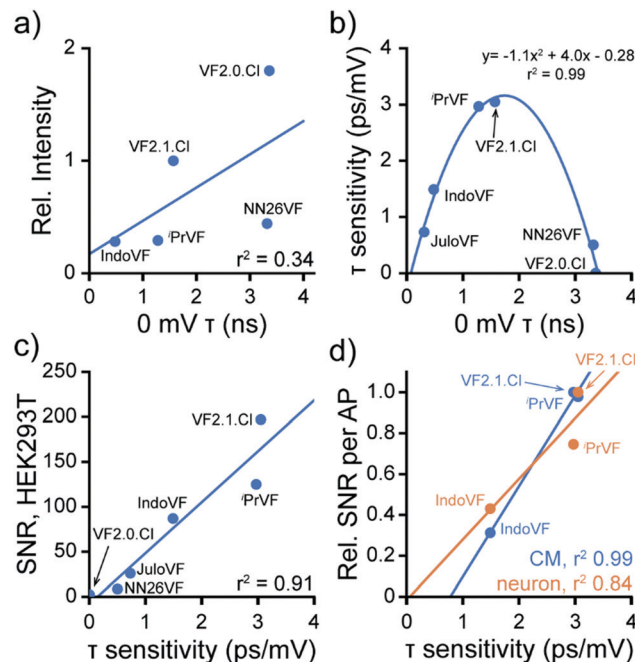 a)
Rel. Intensity
2
1
0
VF2.0.Cl
VF2.1.Cl
IndoVF
ⁱPrVF
NN26VF
r² = 0.34
0 1 2 3 4
0 mV τ (ns)
b)
τ sensitivity (ps/mV)
4
3
2
1
0
y= -1.1x² + 4.0x - 0.28
r² = 0.99
ⁱPrVF
VF2.1.Cl
IndoVF
JuloVF
NN26VF
VF2.0.Cl
0 1 2 3 4
0 mV τ (ns)
c)
SNR, HEK293T
250
200
150
100
50
0
VF2.1.Cl
ⁱPrVF
IndoVF
VF2.0.Cl
JuloVF
NN26VF
r² = 0.91
0 1 2 3 4
τ sensitivity (ps/mV)
d)
Rel. SNR per AP
1.0
0.8
0.6
0.4
0.2
0
VF2.1.Cl
VF2.1.Cl
ⁱPrVF
ⁱPrVF
IndoVF
IndoVF
CM, r² 0.99
neuron, r² 0.84
0 1 2 3 4
τ sensitivity (ps/mV)